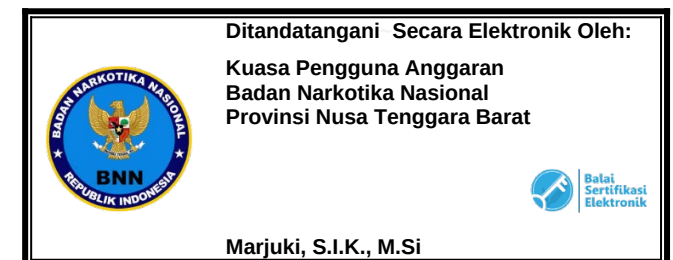 Ditandatangani Secara Elektronik Oleh:
Kuasa Pengguna Anggaran
Badan Narkotika Nasional
Provinsi Nusa Tenggara Barat
BADAN NARKOTIKA NASIONAL
BNN
REPUBLIK INDONESIA
Balai
Sertifikasi
Elektronik
Marjuki, S.I.K., M.Si